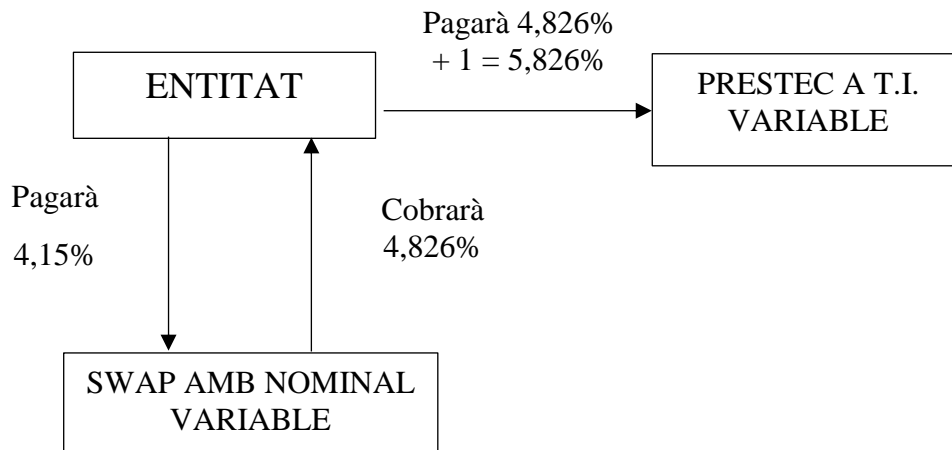 Pagarà 4,826%
+ 1 = 5,826%
ENTITAT
PRESTEC A T.I.
VARIABLE
Pagarà
4,15%
Cobrarà
4,826%
SWAP AMB NOMINAL
VARIABLE